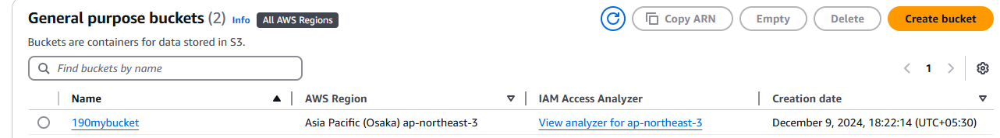 General purpose buckets (2) Info All AWS Regions Copy ARN Empty Delete Create bucket
Buckets are containers for data stored in S3.
Find buckets by name 1
Name AWS Region IAM Access Analyzer Creation date
190mybucket Asia Pacific (Osaka) ap-northeast-3 View analyzer for ap-northeast-3 December 9, 2024, 18:22:14 (UTC+05:30)